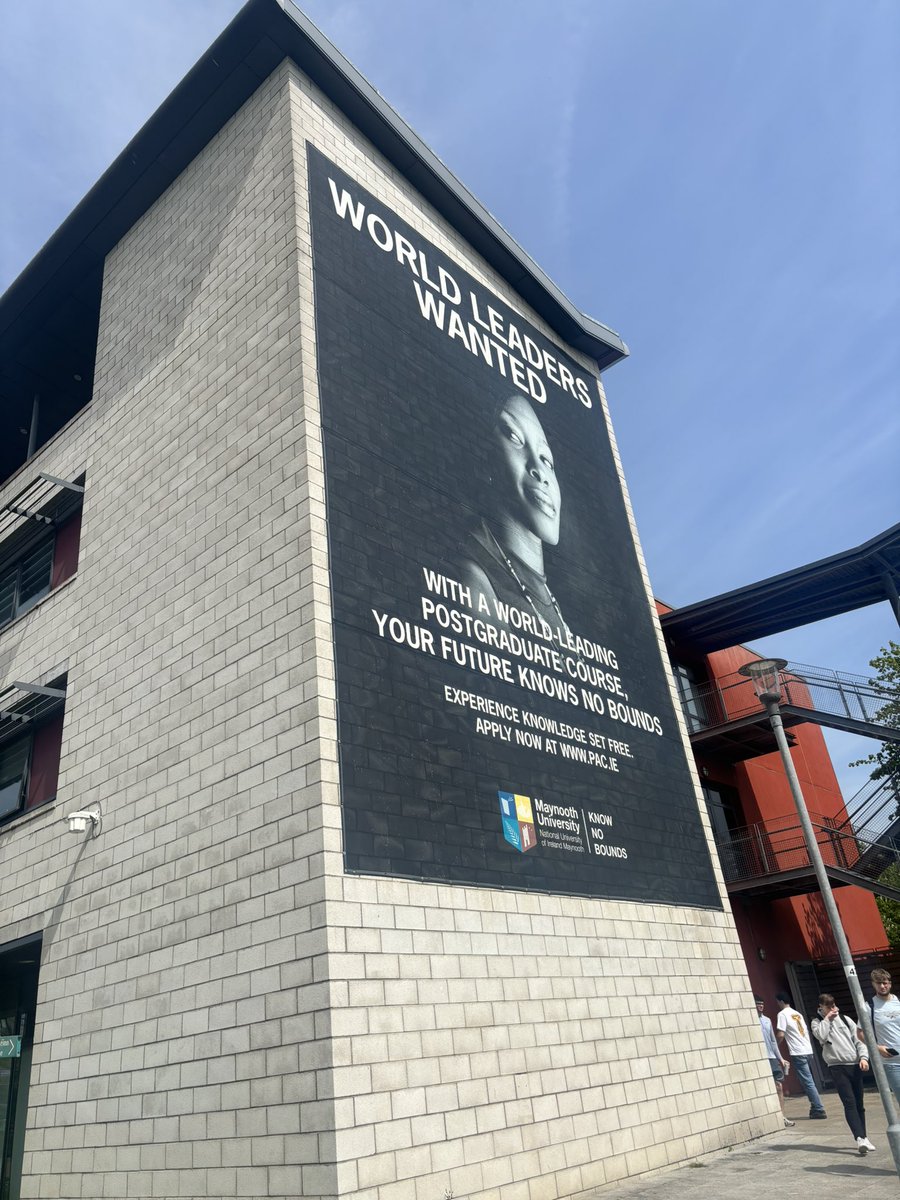 WORLD LEADERS
WANTED
WITH A WORLD-LEADING
POSTGRADUATE COURSE,
YOUR FUTURE KNOWS NO BOUNDS
EXPERIENCE KNOWLEDGE SET FREE.
APPLY NOW AT WWW.PAC.IE
Maynooth
University
National University
of Ireland Maynooth
KNOW
NO
BOUNDS